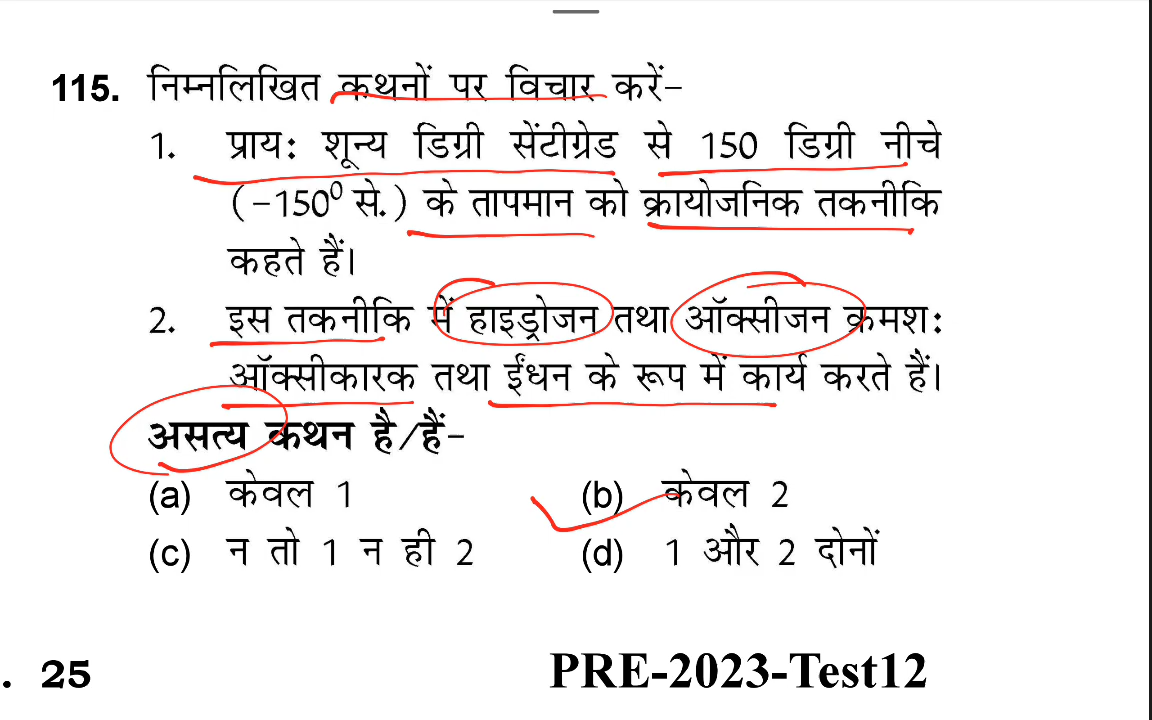 115. निम्नलिखित कथनों पर विचार करें–
1. प्रायः शून्य डिग्री सेंटीग्रेड से 150 डिग्री नीचे
(−150⁰ से.) के तापमान को क्रायोजनिक तकनीकि
कहते हैं।
2. इस तकनीकि में हाइड्रोजन तथा ऑक्सीजन क्रमशः
ऑक्सीकारक तथा ईंधन के रूप में कार्य करते हैं।
असत्य कथन है/हैं–
(a) केवल 1 (b) केवल 2
(c) न तो 1 न ही 2 (d) 1 और 2 दोनों
. 25 PRE-2023-Test12